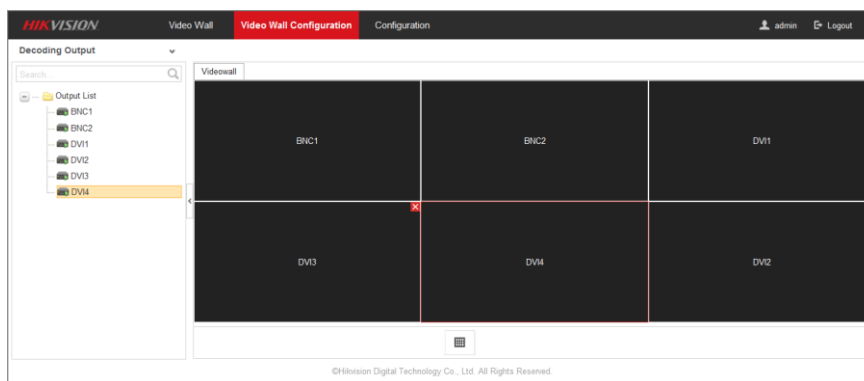 HIKVISION Video Wall Video Wall Configuration Configuration admin Logout
Decoding Output
Search... Videowall
Output List
BNC1
BNC2
DVI1
DVI2
DVI3
DVI4
BNC1 BNC2 DVI1
DVI3 DVI4 DVI2
©Hikvision Digital Technology Co., Ltd. All Rights Reserved.